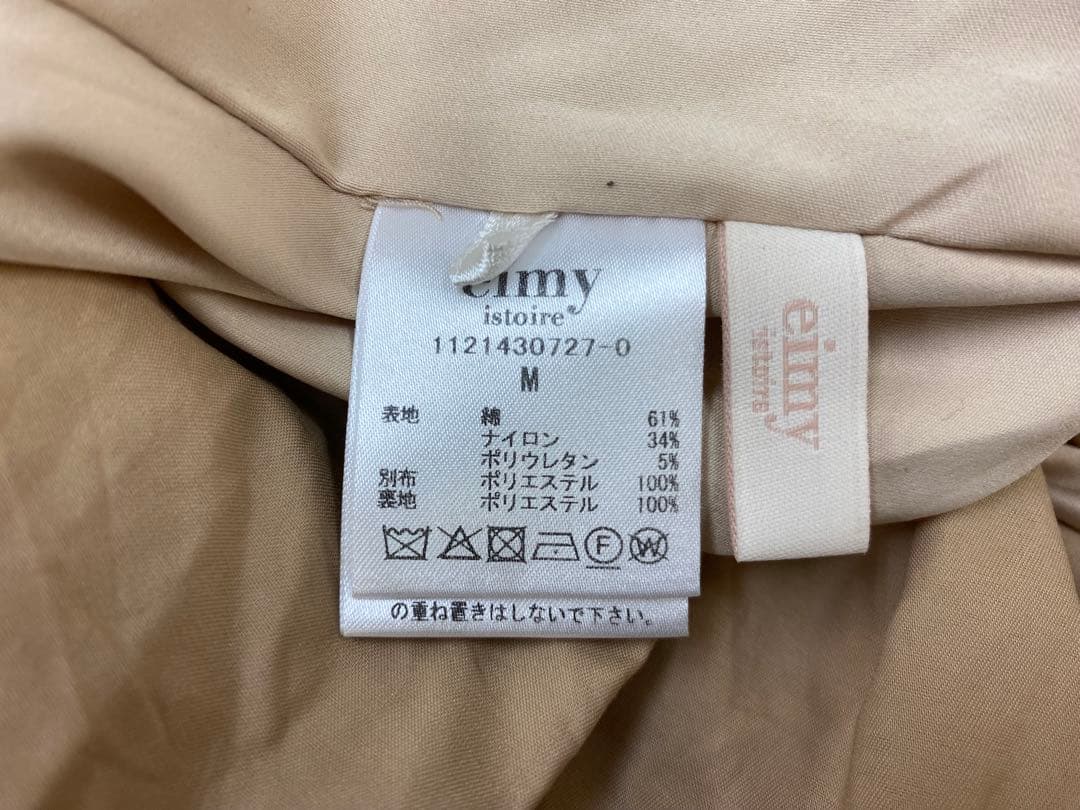 eimy
istoire
1121430727-0
M
表地 綿 61%
ナイロン 34%
ポリウレタン 5%
別布 ポリエステル 100%
裏地 ポリエステル 100%
F W
の重ね置きはしないで下さい。
eimy
istoire